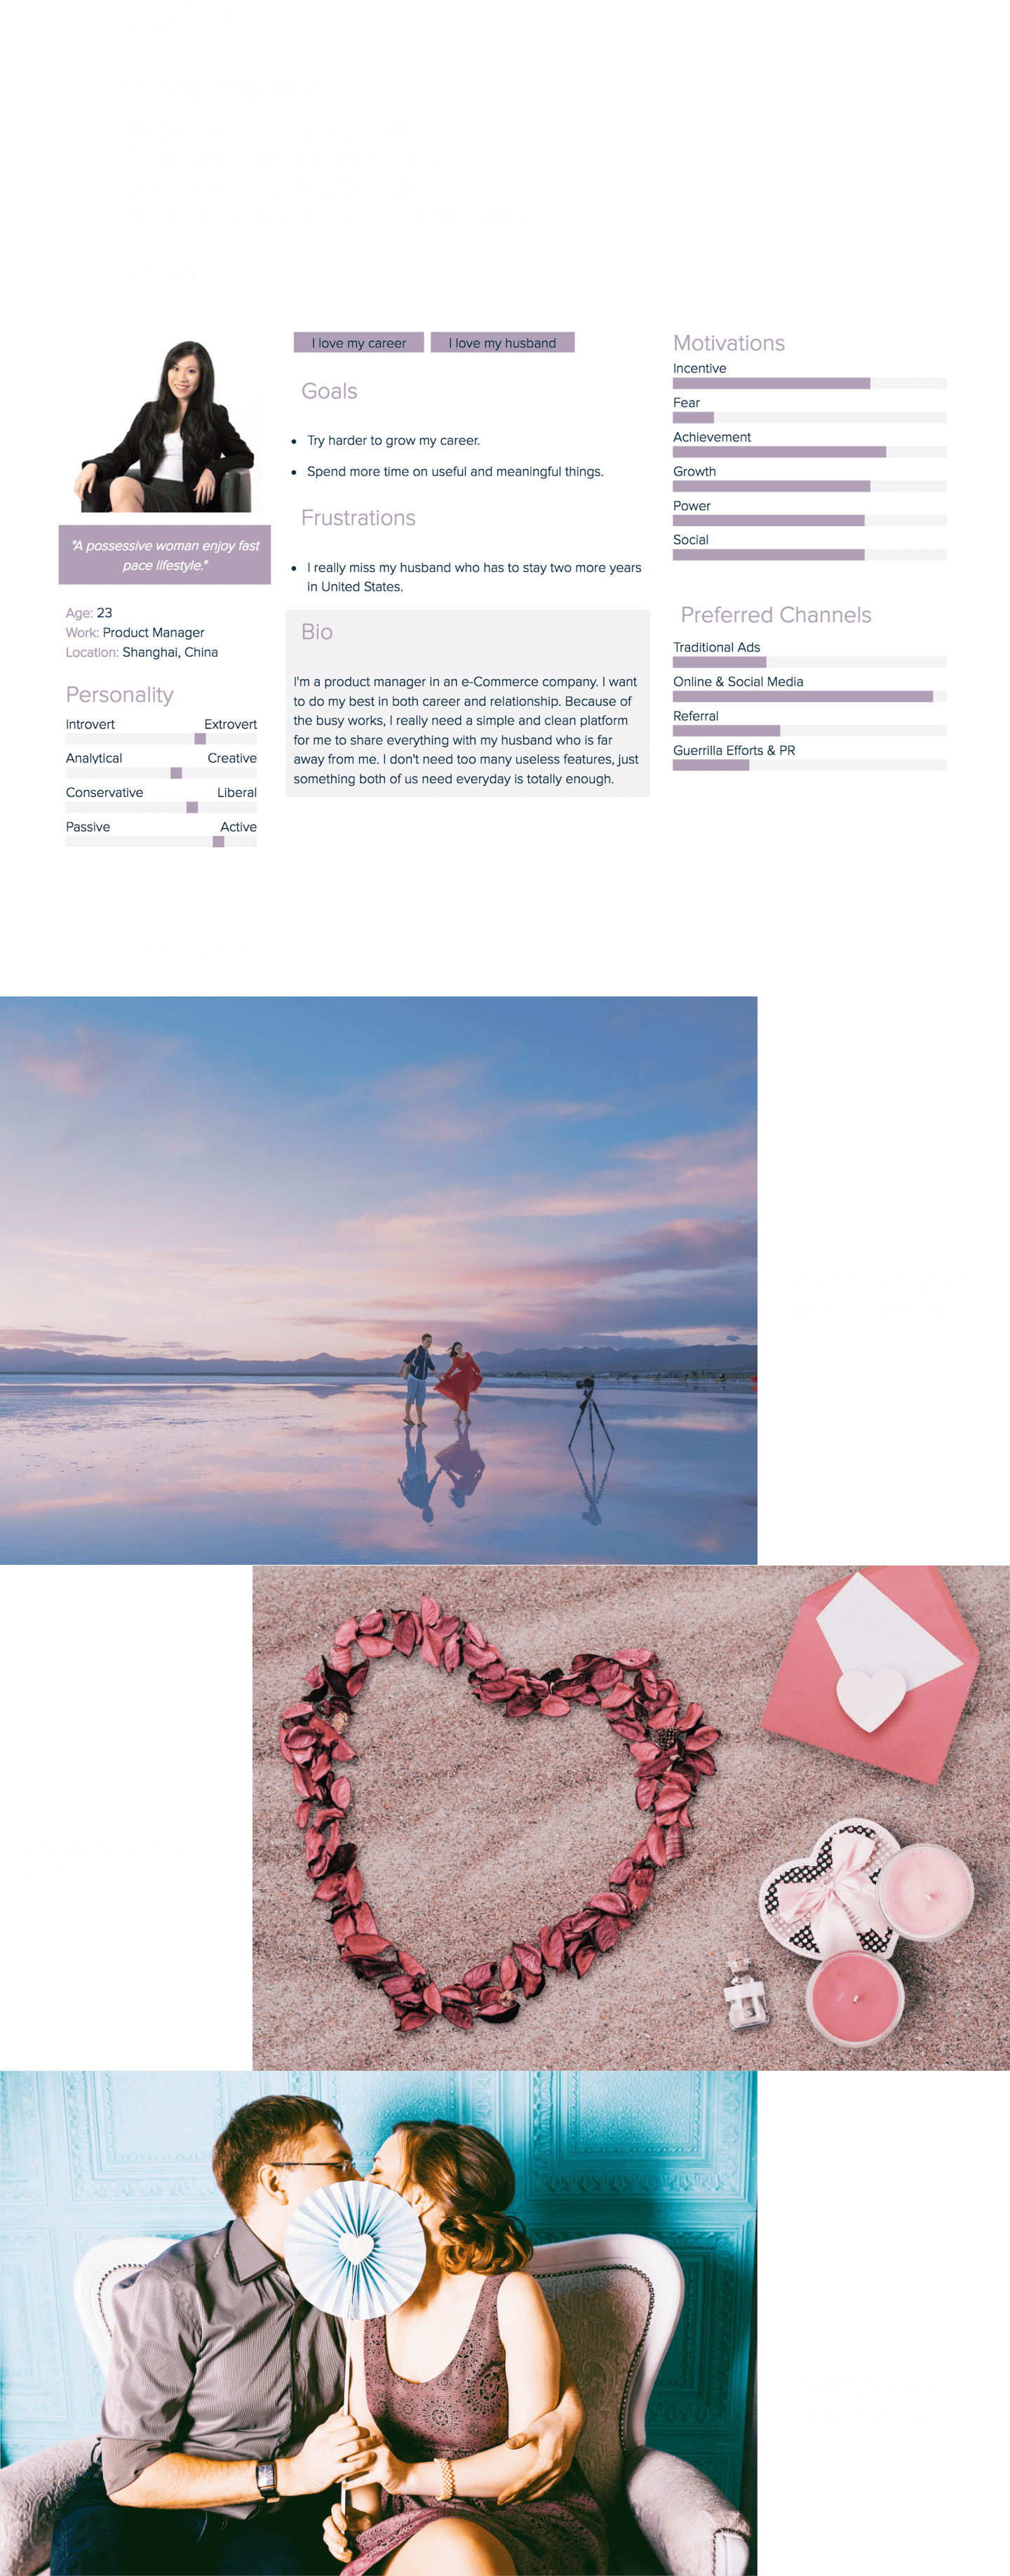 I love my career
I love my husband
"A possessive woman enjoy fast
pace lifestyle."
Age: 23
Work: Product Manager
Location: Shanghai, China
Personality
Introvert Extrovert
Analytical Creative
Conservative Liberal
Passive Active
Goals
Try harder to grow my career.
Spend more time on useful and meaningful things.
Frustrations
I really miss my husband who has to stay two more years
in United States.
Bio
I'm a product manager in an e-Commerce company. I want
to do my best in both career and relationship. Because of
the busy works, I really need a simple and clean platform
for me to share everything with my husband who is far
away from me. I don't need too many useless features, just
something both of us need everyday is totally enough.
Motivations
Incentive
Fear
Achievement
Growth
Power
Social
Preferred Channels
Traditional Ads
Online & Social Media
Referral
Guerrilla Efforts & PR